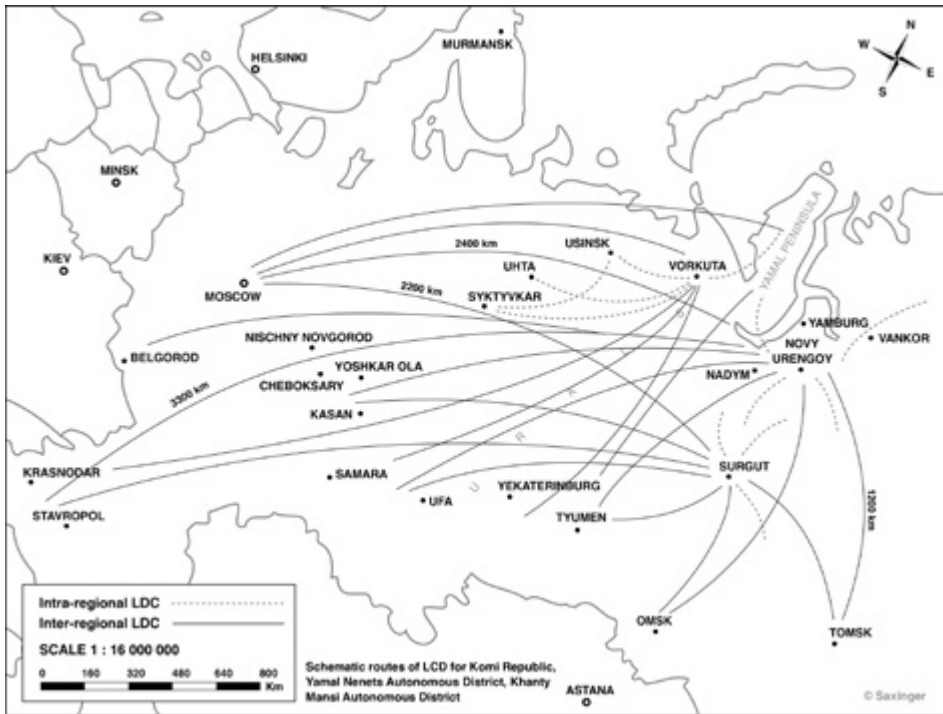 MURMANSK
N
W
E
S
HELSINKI
MINSK
KIEV
MOSCOW
2400 km
2200 km
USINSK
UHTA
SYKTYVKAR
VORKUTA
YAMAL PENINSULA
YAMBURG
NOVY
URENGOY
VANKOR
NADYM
BELGOROD
NISCHNY NOVGOROD
YOSHKAR OLA
CHEBOKSARY
KASAN
3300 km
URAL
KRASNODAR
STAVROPOL
SAMARA
UFA
YEKATERINBURG
TYUMEN
SURGUT
1200 km
OMSK
TOMSK
ASTANA
Intra-regional LDC
Inter-regional LDC
SCALE 1 : 16 000 000
0 160 320 480 640 800
Km
Schematic routes of LCD for Komi Republic,
Yamal Nenets Autonomous District, Khanty
Mansi Autonomous District
© Saxinger